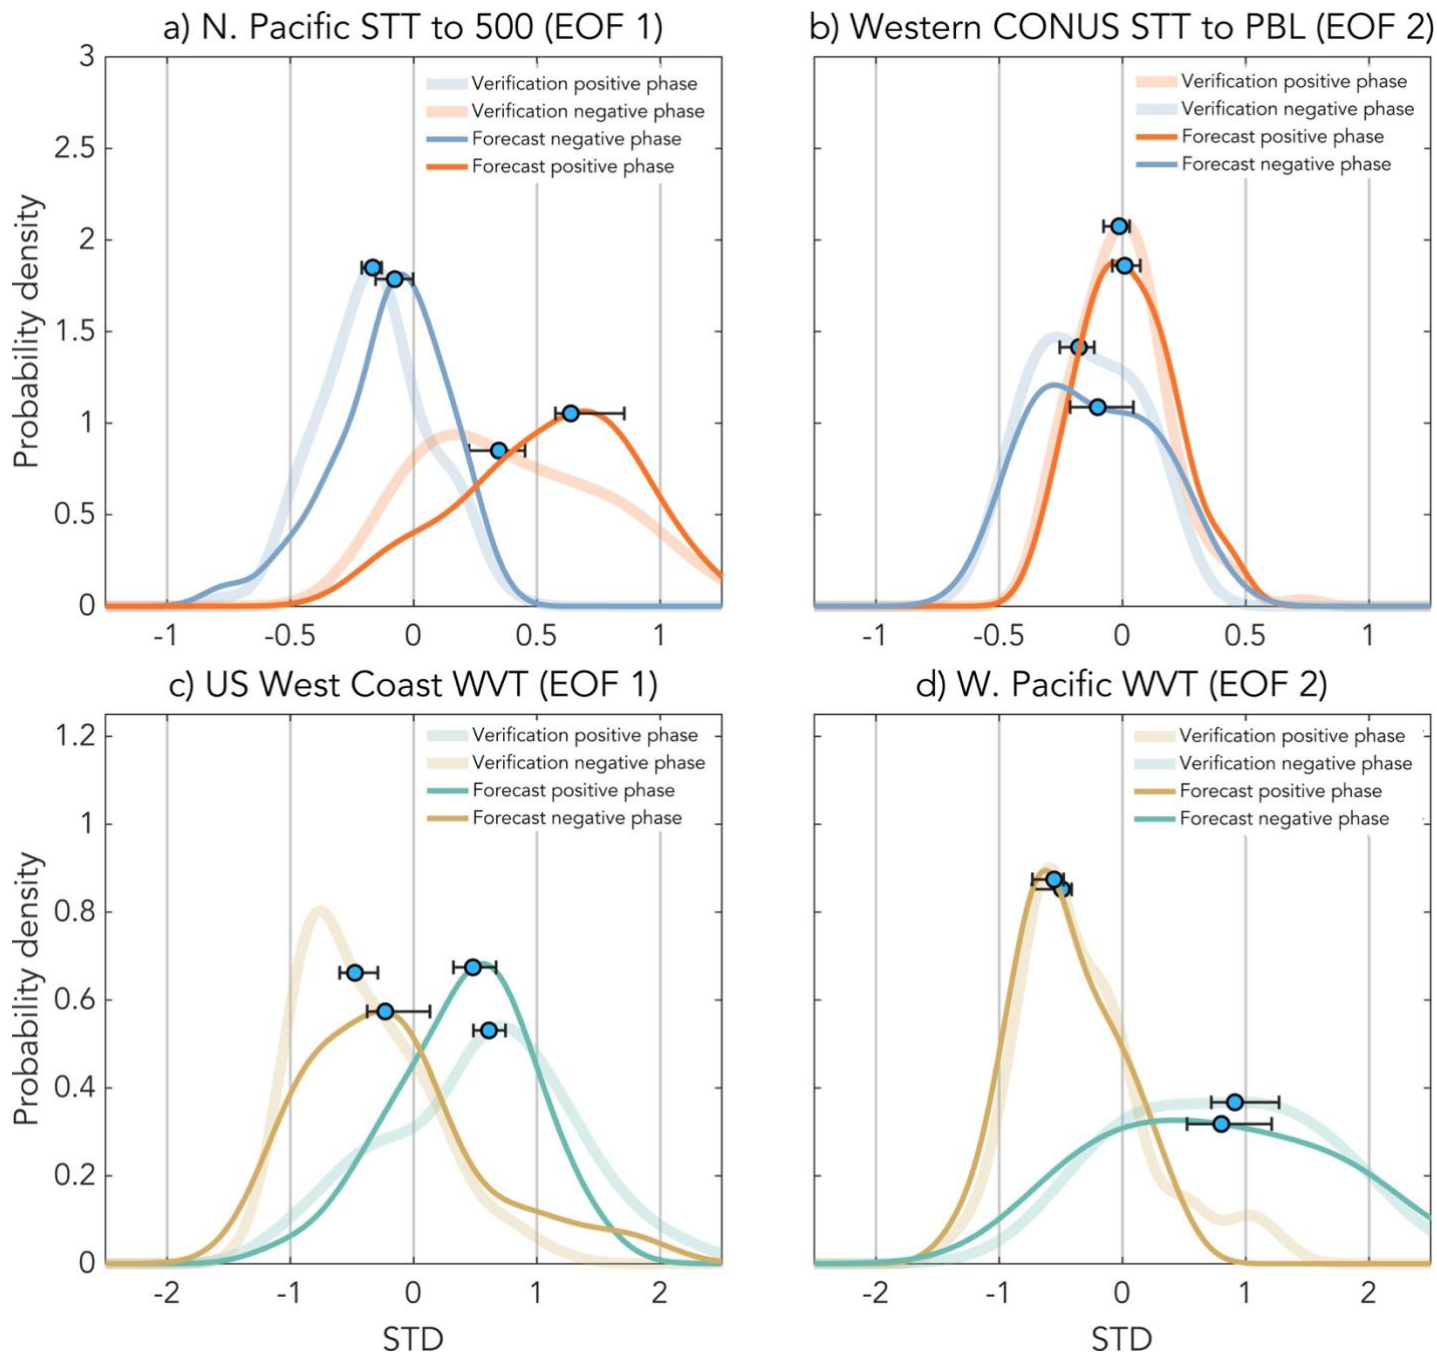 a) N. Pacific STT to 500 (EOF 1)
Probability density
3
2.5
2
1.5
1
0.5
0
-1
-0.5
0
0.5
1
Verification positive phase
Verification negative phase
Forecast negative phase
Forecast positive phase
b) Western CONUS STT to PBL (EOF 2)
-1
-0.5
0
0.5
1
Verification positive phase
Verification negative phase
Forecast positive phase
Forecast negative phase
c) US West Coast WVT (EOF 1)
Probability density
1.2
1
0.8
0.6
0.4
0.2
0
-2
-1
0
1
2
STD
Verification positive phase
Verification negative phase
Forecast positive phase
Forecast negative phase
d) W. Pacific WVT (EOF 2)
-2
-1
0
1
2
STD
Verification positive phase
Verification negative phase
Forecast positive phase
Forecast negative phase